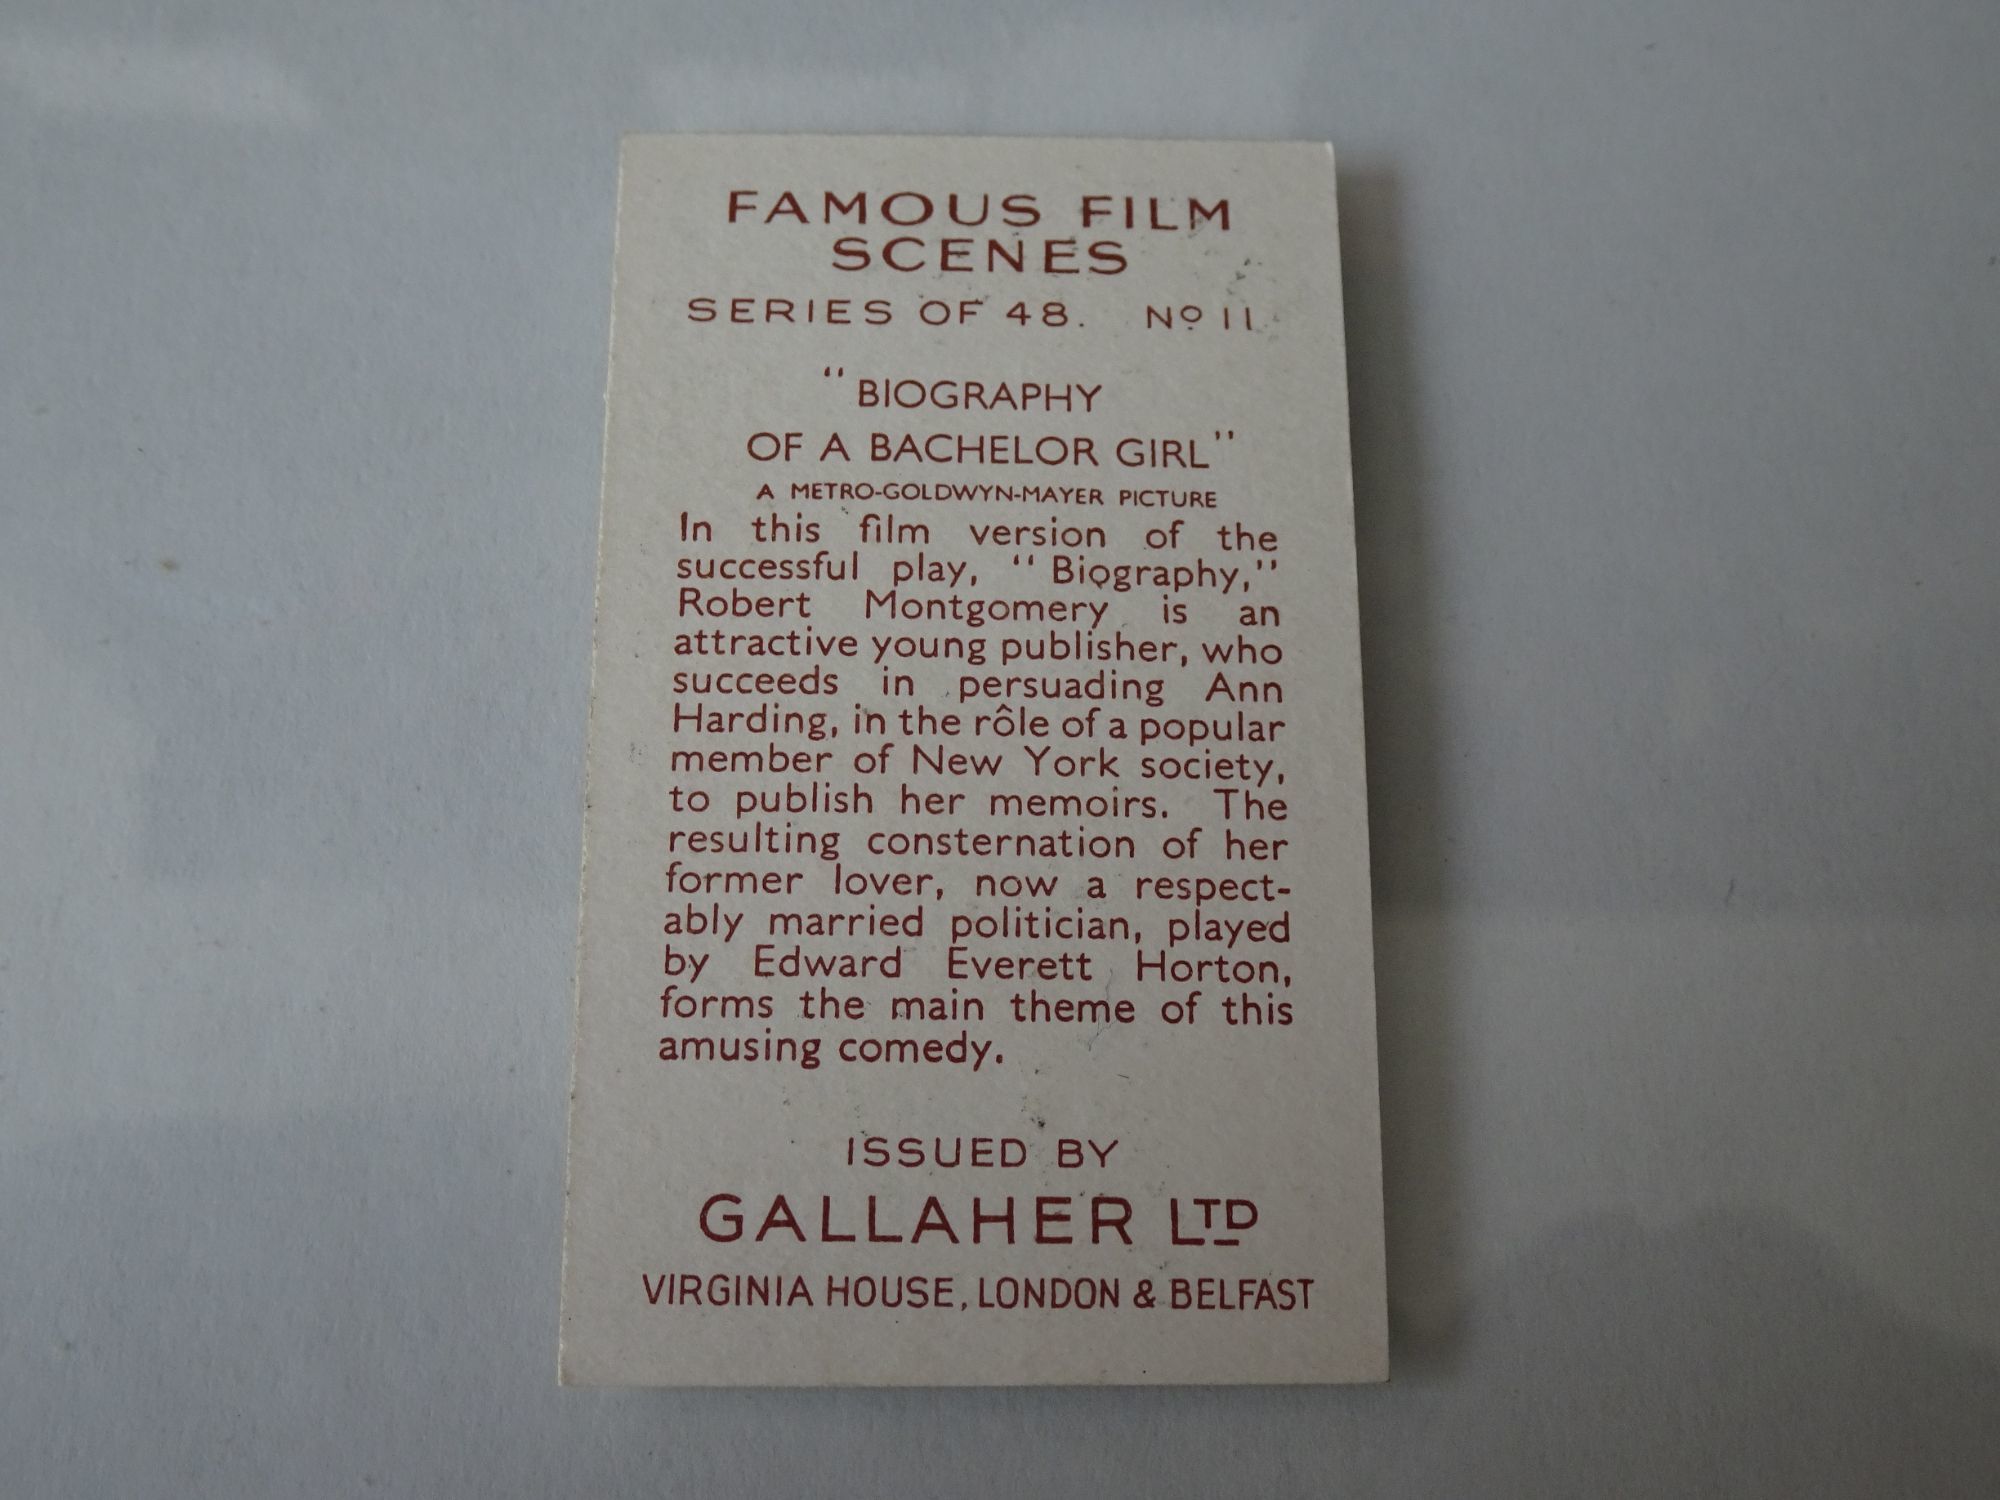 FAMOUS FILM
SCENES
SERIES OF 48. Nº 11
"BIOGRAPHY
OF A BACHELOR GIRL"
A METRO-GOLDWYN-MAYER PICTURE
In this film version of the
successful play, "Biography,"
Robert Montgomery is an
attractive young publisher, who
succeeds in persuading Ann
Harding, in the rôle of a popular
member of New York society,
to publish her memoirs. The
resulting consternation of her
former lover, now a respect-
ably married politician, played
by Edward Everett Horton,
forms the main theme of this
amusing comedy.
ISSUED BY
GALLAHER LTD
VIRGINIA HOUSE, LONDON & BELFAST